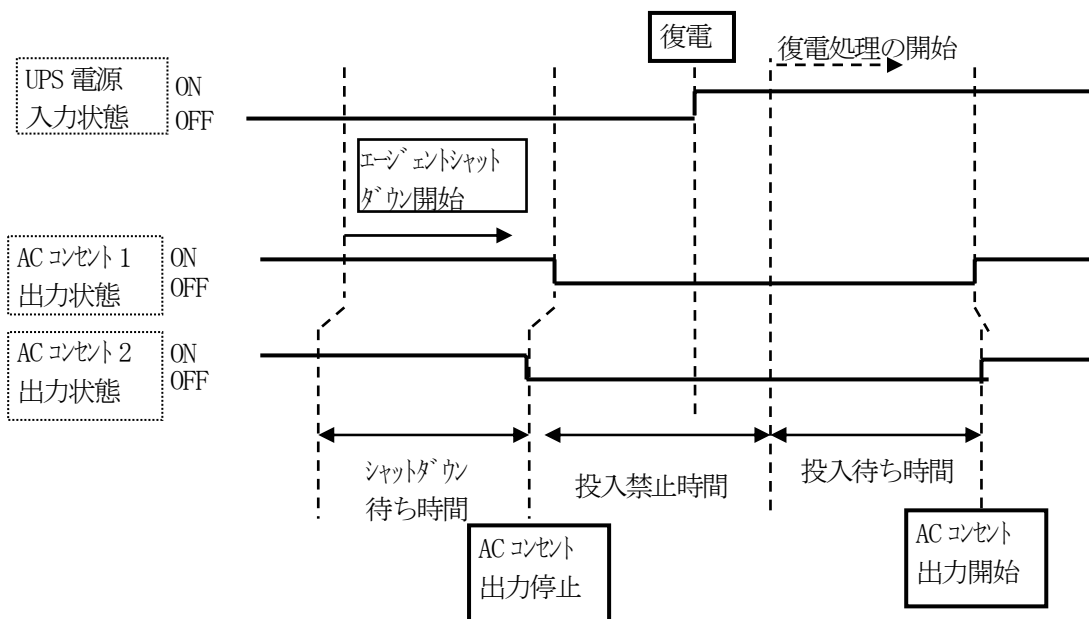 復電
復電処理の開始
UPS 電源
入力状態
ON
OFF
ｴｰｼﾞｪﾝﾄｼｬｯﾄ
ﾀﾞｳﾝ開始
AC ｺﾝｾﾝﾄ 1
出力状態
ON
OFF
AC ｺﾝｾﾝﾄ 2
出力状態
ON
OFF
ｼｬｯﾄﾀﾞｳﾝ
待ち時間
投入禁止時間
投入待ち時間
AC ｺﾝｾﾝﾄ
出力停止
AC ｺﾝｾﾝﾄ
出力開始